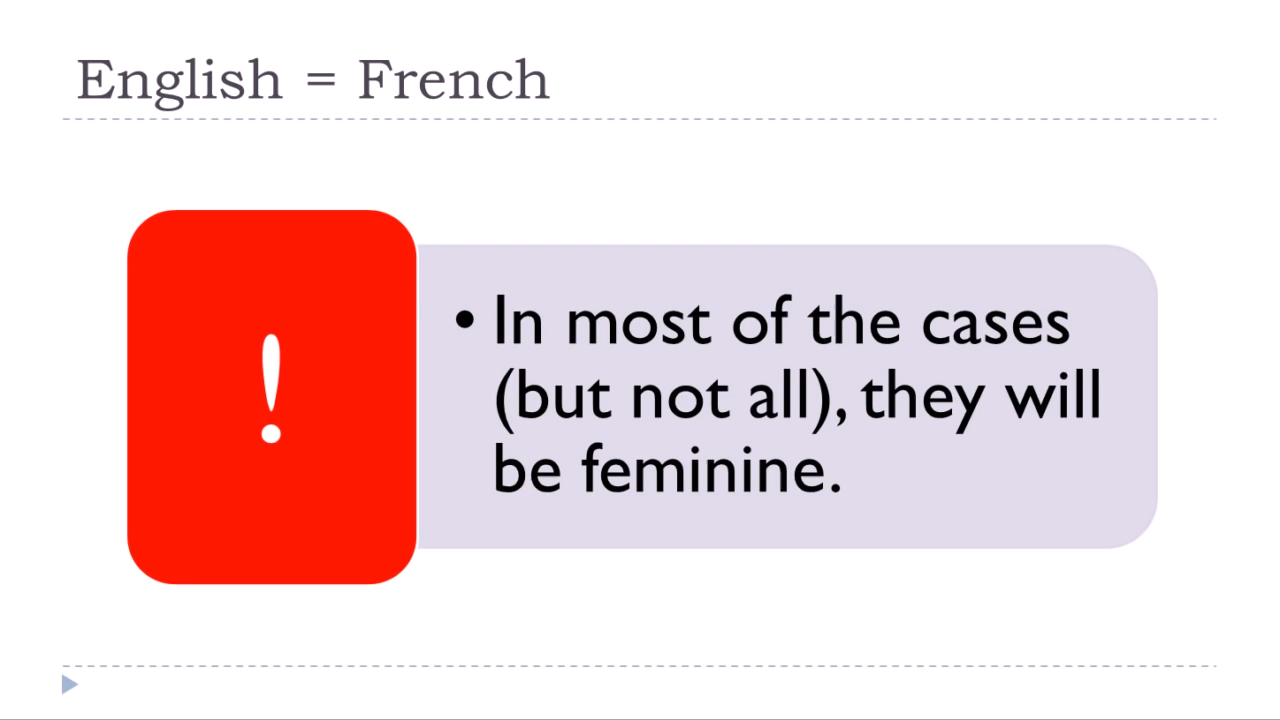 English = French
!
• In most of the cases
(but not all), they will
be feminine.